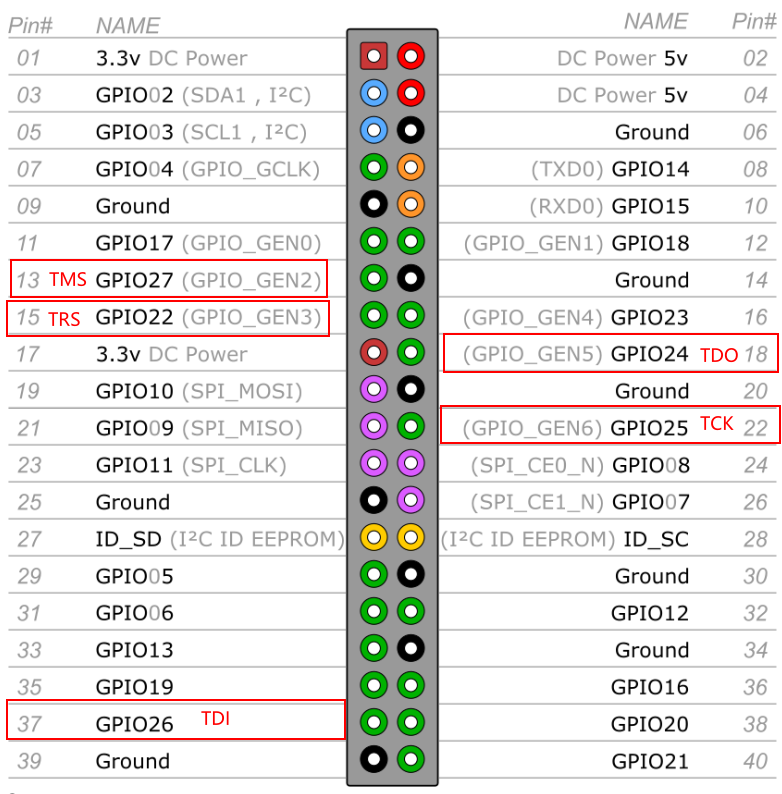 Pin# NAME NAME Pin#
01 3.3v DC Power DC Power 5v 02
03 GPIO02 (SDA1 , I²C) DC Power 5v 04
05 GPIO03 (SCL1 , I²C) Ground 06
07 GPIO04 (GPIO_GCLK) (TXD0) GPIO14 08
09 Ground (RXD0) GPIO15 10
11 GPIO17 (GPIO_GEN0) (GPIO_GEN1) GPIO18 12
13 TMS GPIO27 (GPIO_GEN2) Ground 14
15 TRS GPIO22 (GPIO_GEN3) (GPIO_GEN4) GPIO23 16
17 3.3v DC Power (GPIO_GEN5) GPIO24 TDO 18
19 GPIO10 (SPI_MOSI) Ground 20
21 GPIO09 (SPI_MISO) (GPIO_GEN6) GPIO25 TCK 22
23 GPIO11 (SPI_CLK) (SPI_CE0_N) GPIO08 24
25 Ground (SPI_CE1_N) GPIO07 26
27 ID_SD (I²C ID EEPROM) (I²C ID EEPROM) ID_SC 28
29 GPIO05 Ground 30
31 GPIO06 GPIO12 32
33 GPIO13 Ground 34
35 GPIO19 GPIO16 36
37 GPIO26 TDI GPIO20 38
39 Ground GPIO21 40